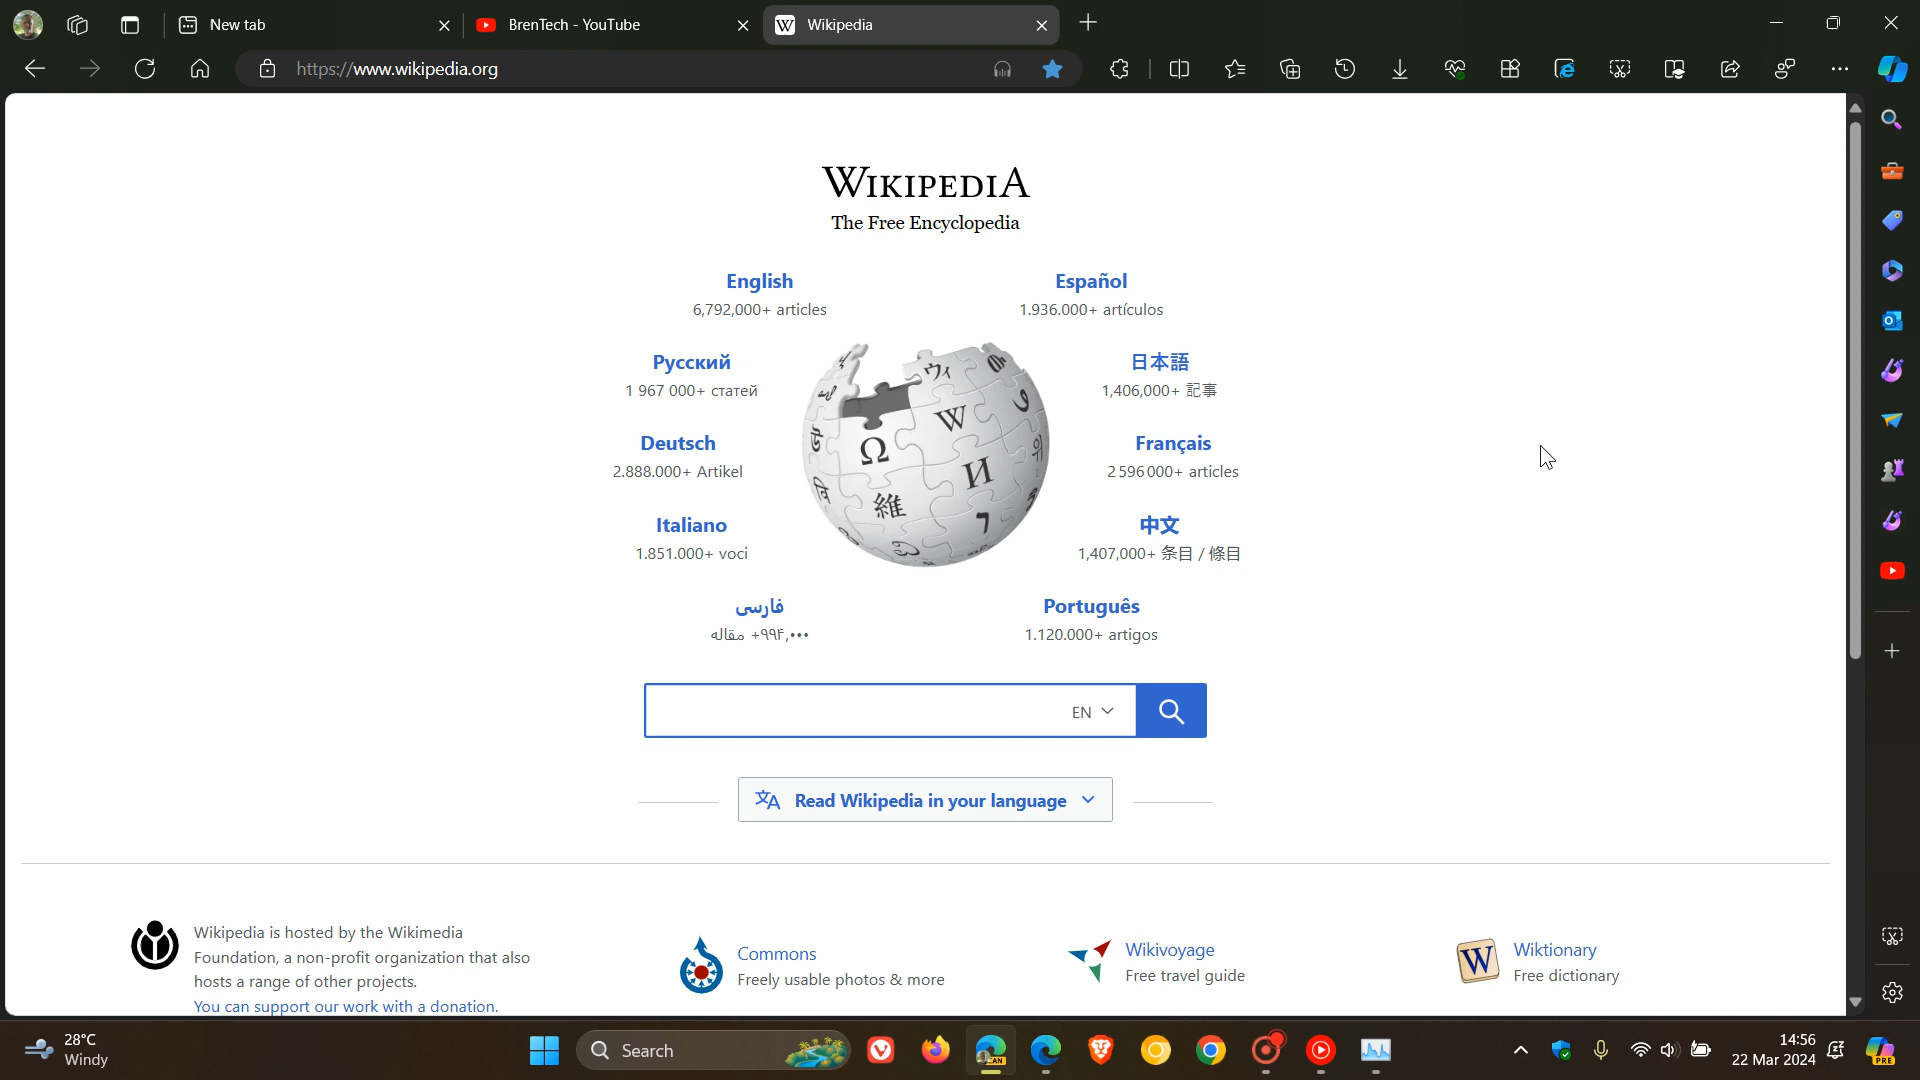 New tab
BrenTech - YouTube
Wikipedia
https://www.wikipedia.org
WIKIPEDIA
The Free Encyclopedia
English
6,792,000+ articles
Español
1.936.000+ artículos
Русский
1 967 000+ статей
日本語
1,406,000+ 記事
Deutsch
2.888.000+ Artikel
Français
2 596 000+ articles
Italiano
1.851.000+ voci
中文
1,407,000+ 条目 / 條目
فارسی
۹۹۴٬۰۰۰+ مقاله
Português
1.120.000+ artigos
EN
Read Wikipedia in your language
Wikipedia is hosted by the Wikimedia
Foundation, a non-profit organization that also
hosts a range of other projects.
You can support our work with a donation.
Commons
Freely usable photos & more
Wikivoyage
Free travel guide
Wiktionary
Free dictionary
28°C
Windy
Search
CAN
14:56
22 Mar 2024
PRE